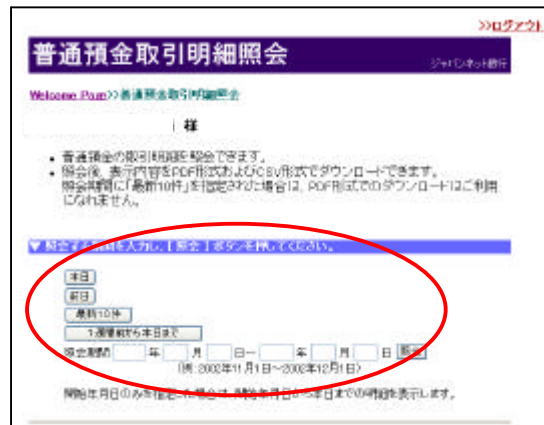 >>ログアウト
普通預金取引明細照会
ジャパンネット銀行
Welcome Page>>普通預金取引明細照会
様
・ 普通預金の取引明細を照会できます。
・ 照会後、表示内容をPDF形式およびCSV形式でダウンロードできます。
照会期間に「最新10件」を指定された場合は、PDF形式でのダウンロードはご利用
になれません。
▼ 照会する期間を入力し、[ 照会 ] ボタンを押してください。
本日
前日
最新10件
1週間前から本日まで
照会期間 年 月 日~ 年 月 日 照会
(例:2002年11月1日~2002年12月1日)
開始年月日のみを指定した場合は、開始年月日から本日までの明細を表示します。